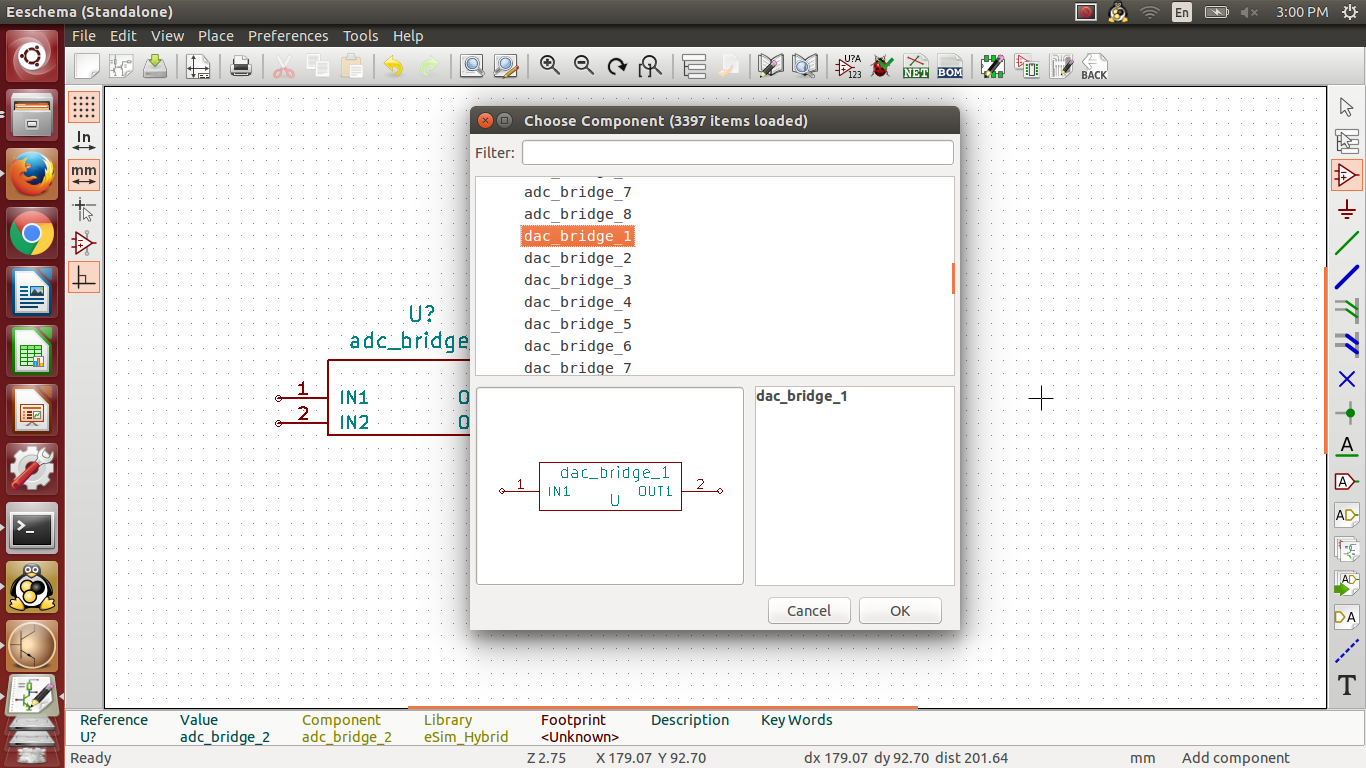 Eeschema (Standalone)
En
3:00 PM
File Edit View Place Preferences Tools Help
U?A
123
NET
BOM
BACK
In
mm
Choose Component (3397 items loaded)
Filter:
adc_bridge_7
adc_bridge_8
dac_bridge_1
dac_bridge_2
dac_bridge_3
dac_bridge_4
dac_bridge_5
dac_bridge_6
dac_bridge_7
dac_bridge_1
dac_bridge_1
1 IN1 OUT1 2
U
Cancel OK
U?
adc_bridge_
1 IN1 O
2 IN2 O
A
A
A
A
A
T
Reference Value Component Library Footprint Description Key Words
U? adc_bridge_2 adc_bridge_2 eSim_Hybrid <Unknown>
Ready Z 2.75 X 179.07 Y 92.70 dx 179.07 dy 92.70 dist 201.64 mm Add component